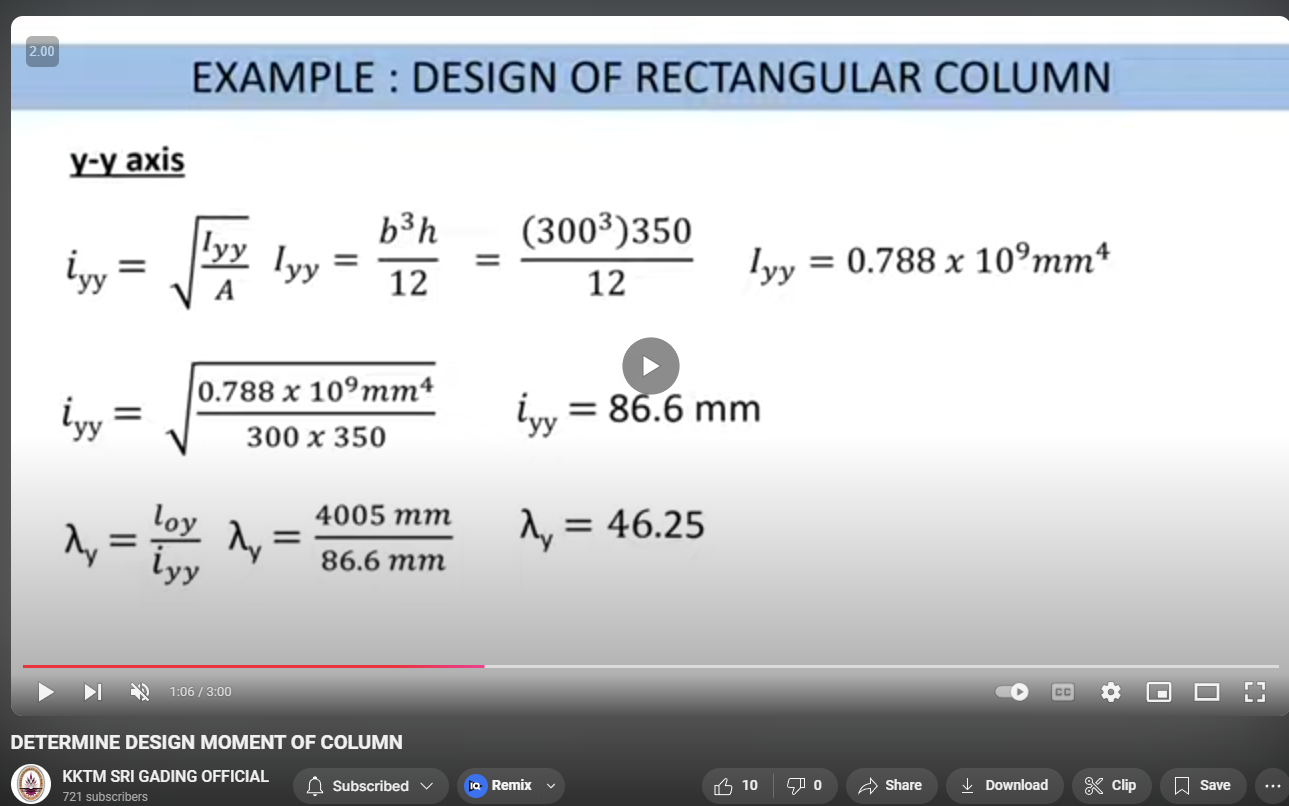 2.00
EXAMPLE : DESIGN OF RECTANGULAR COLUMN
y-y axis
i_yy = √(I_yy / A) I_yy = b³h / 12 = (300³)350 / 12 I_yy = 0.788 x 10⁹mm⁴
i_yy = √(0.788 x 10⁹mm⁴ / 300 x 350) i_yy = 86.6 mm
λ_y = l_oy / i_yy λ_y = 4005 mm / 86.6 mm λ_y = 46.25
1:06 / 3:00
CC
DETERMINE DESIGN MOMENT OF COLUMN
KKTM SRI GADING OFFICIAL
721 subscribers
Subscribed
IQ Remix
10
0
Share
Download
Clip
Save